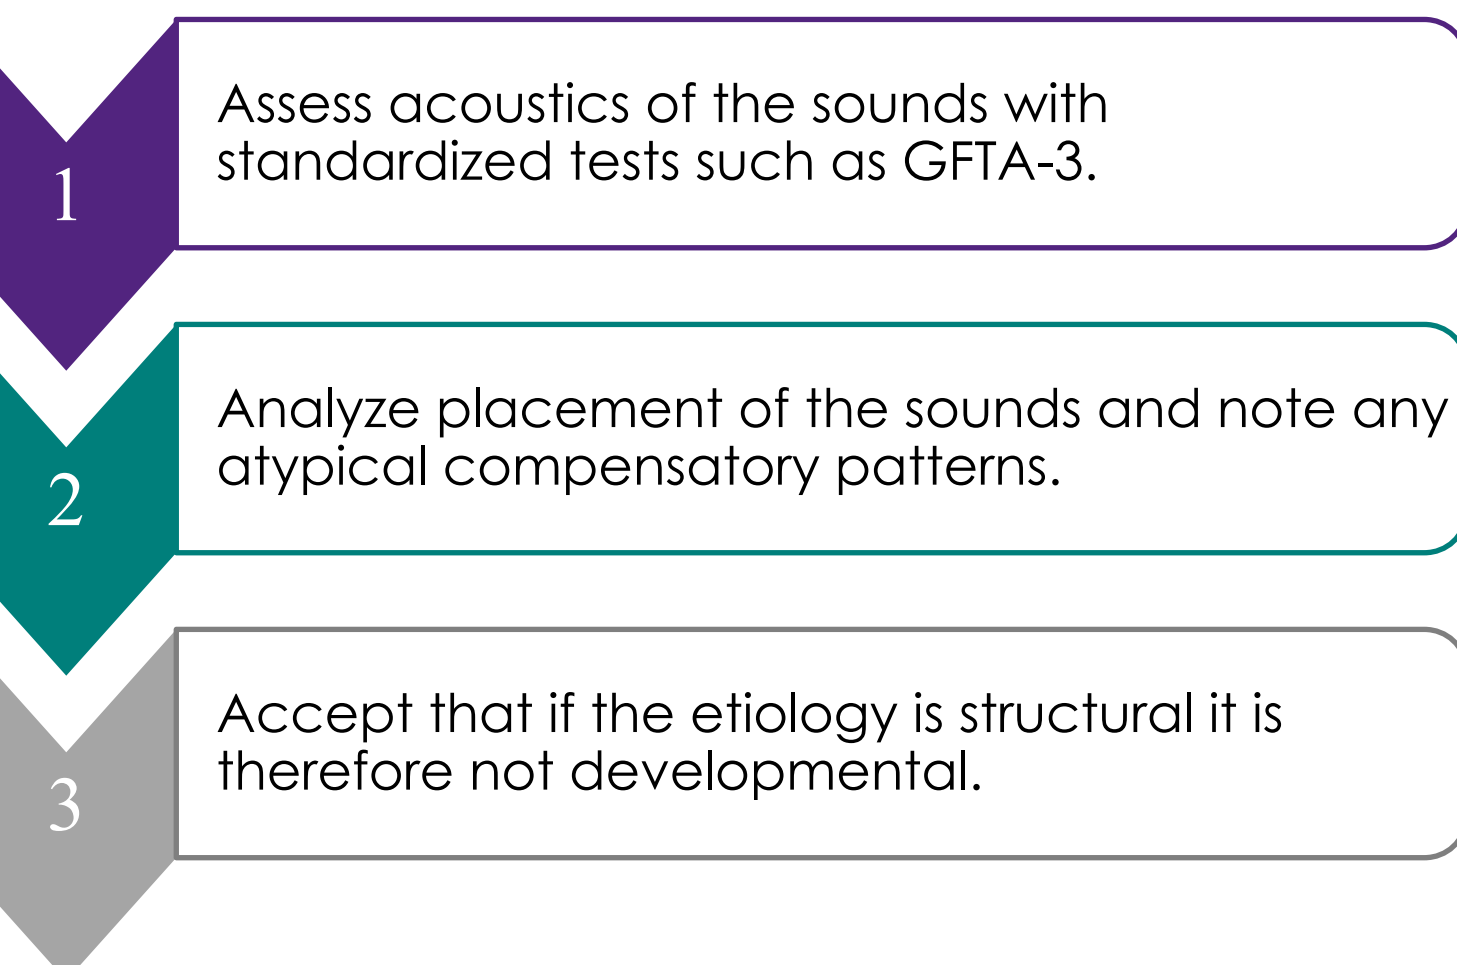 1
Assess acoustics of the sounds with
standardized tests such as GFTA-3.
2
Analyze placement of the sounds and note any
atypical compensatory patterns.
3
Accept that if the etiology is structural it is
therefore not developmental.